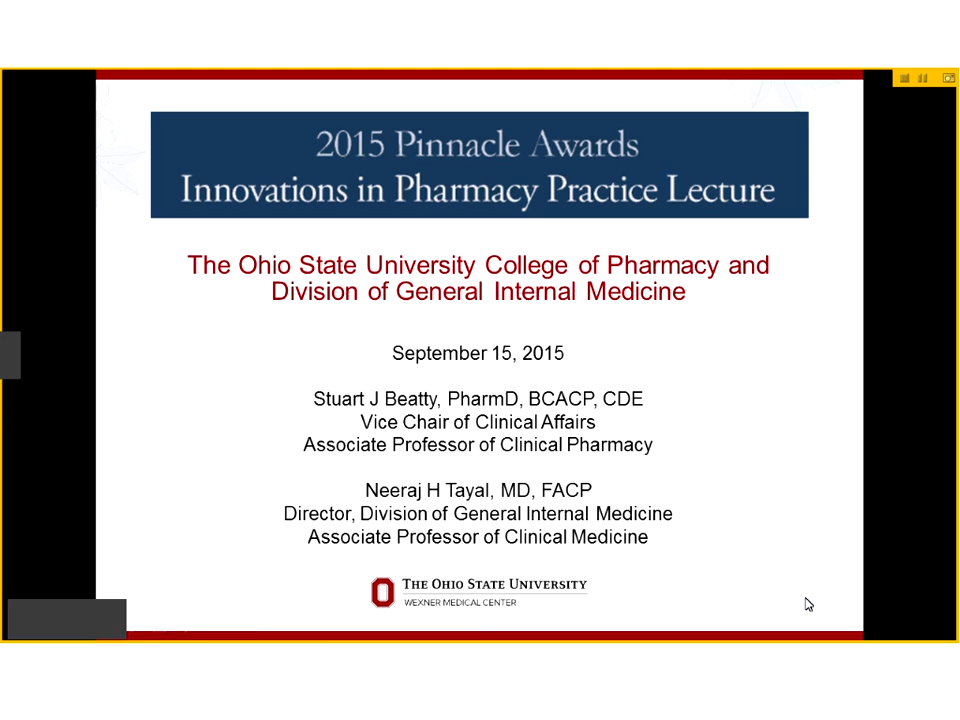 2015 Pinnacle Awards
Innovations in Pharmacy Practice Lecture
The Ohio State University College of Pharmacy and
Division of General Internal Medicine
September 15, 2015
Stuart J Beatty, PharmD, BCACP, CDE
Vice Chair of Clinical Affairs
Associate Professor of Clinical Pharmacy
Neeraj H Tayal, MD, FACP
Director, Division of General Internal Medicine
Associate Professor of Clinical Medicine
The Ohio State University
WEXNER MEDICAL CENTER